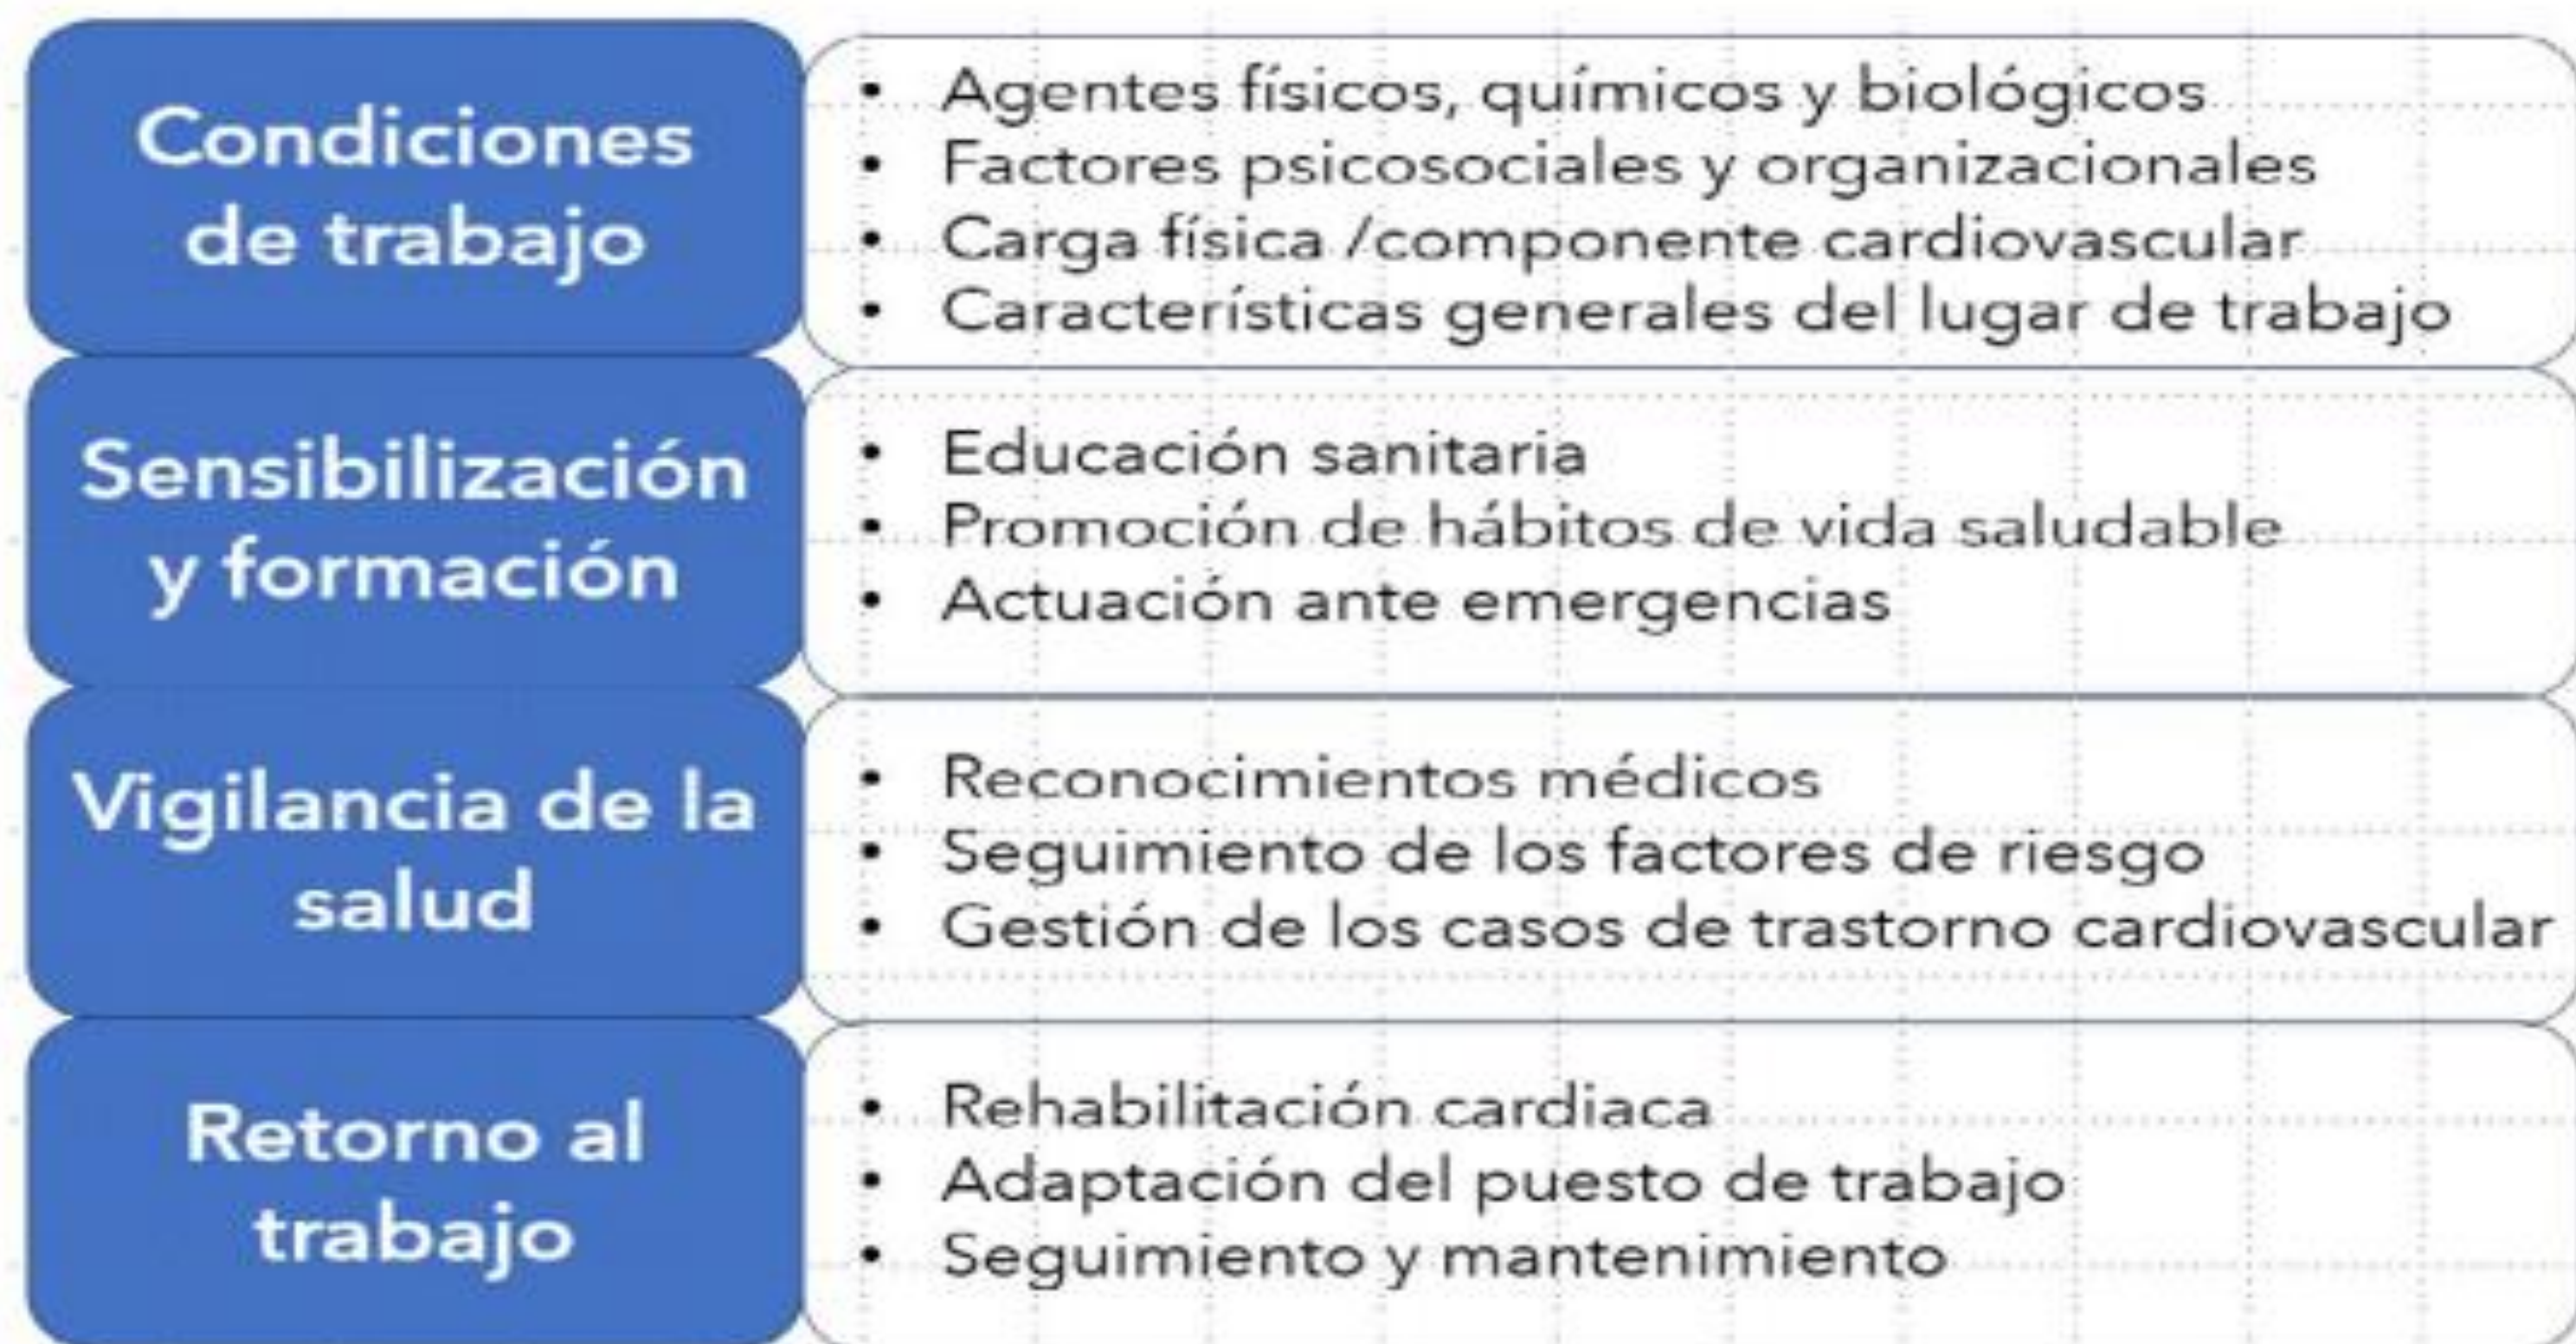 Condiciones
de trabajo
• Agentes físicos, químicos y biológicos
• Factores psicosociales y organizacionales
• Carga física /componente cardiovascular
• Características generales del lugar de trabajo
Sensibilización
y formación
• Educación sanitaria
• Promoción de hábitos de vida saludable
• Actuación ante emergencias
Vigilancia de la
salud
• Reconocimientos médicos
• Seguimiento de los factores de riesgo
• Gestión de los casos de trastorno cardiovascular
Retorno al
trabajo
• Rehabilitación cardiaca
• Adaptación del puesto de trabajo
• Seguimiento y mantenimiento